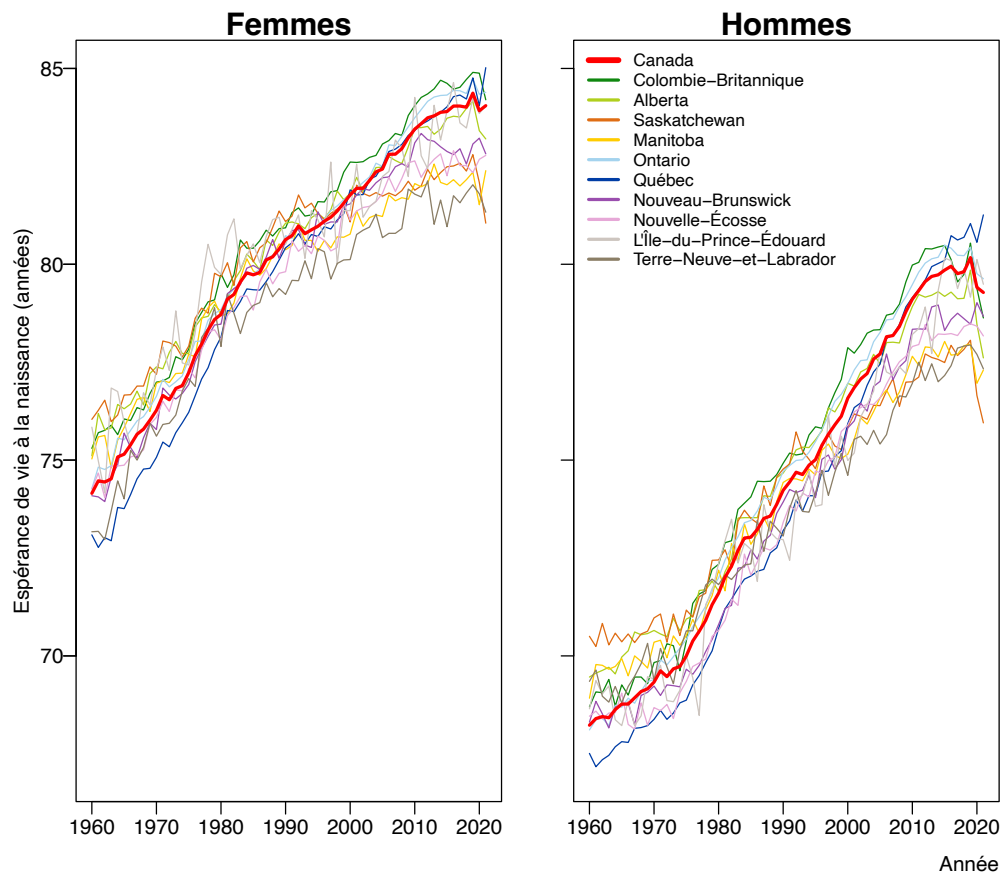 Femmes
Hommes
Espérance de vie à la naissance (années)
85
80
75
70
Canada
Colombie−Britannique
Alberta
Saskatchewan
Manitoba
Ontario
Québec
Nouveau−Brunswick
Nouvelle−Écosse
L'Île−du−Prince−Édouard
Terre−Neuve−et−Labrador
1960 1970 1980 1990 2000 2010 2020
1960 1970 1980 1990 2000 2010 2020
Année